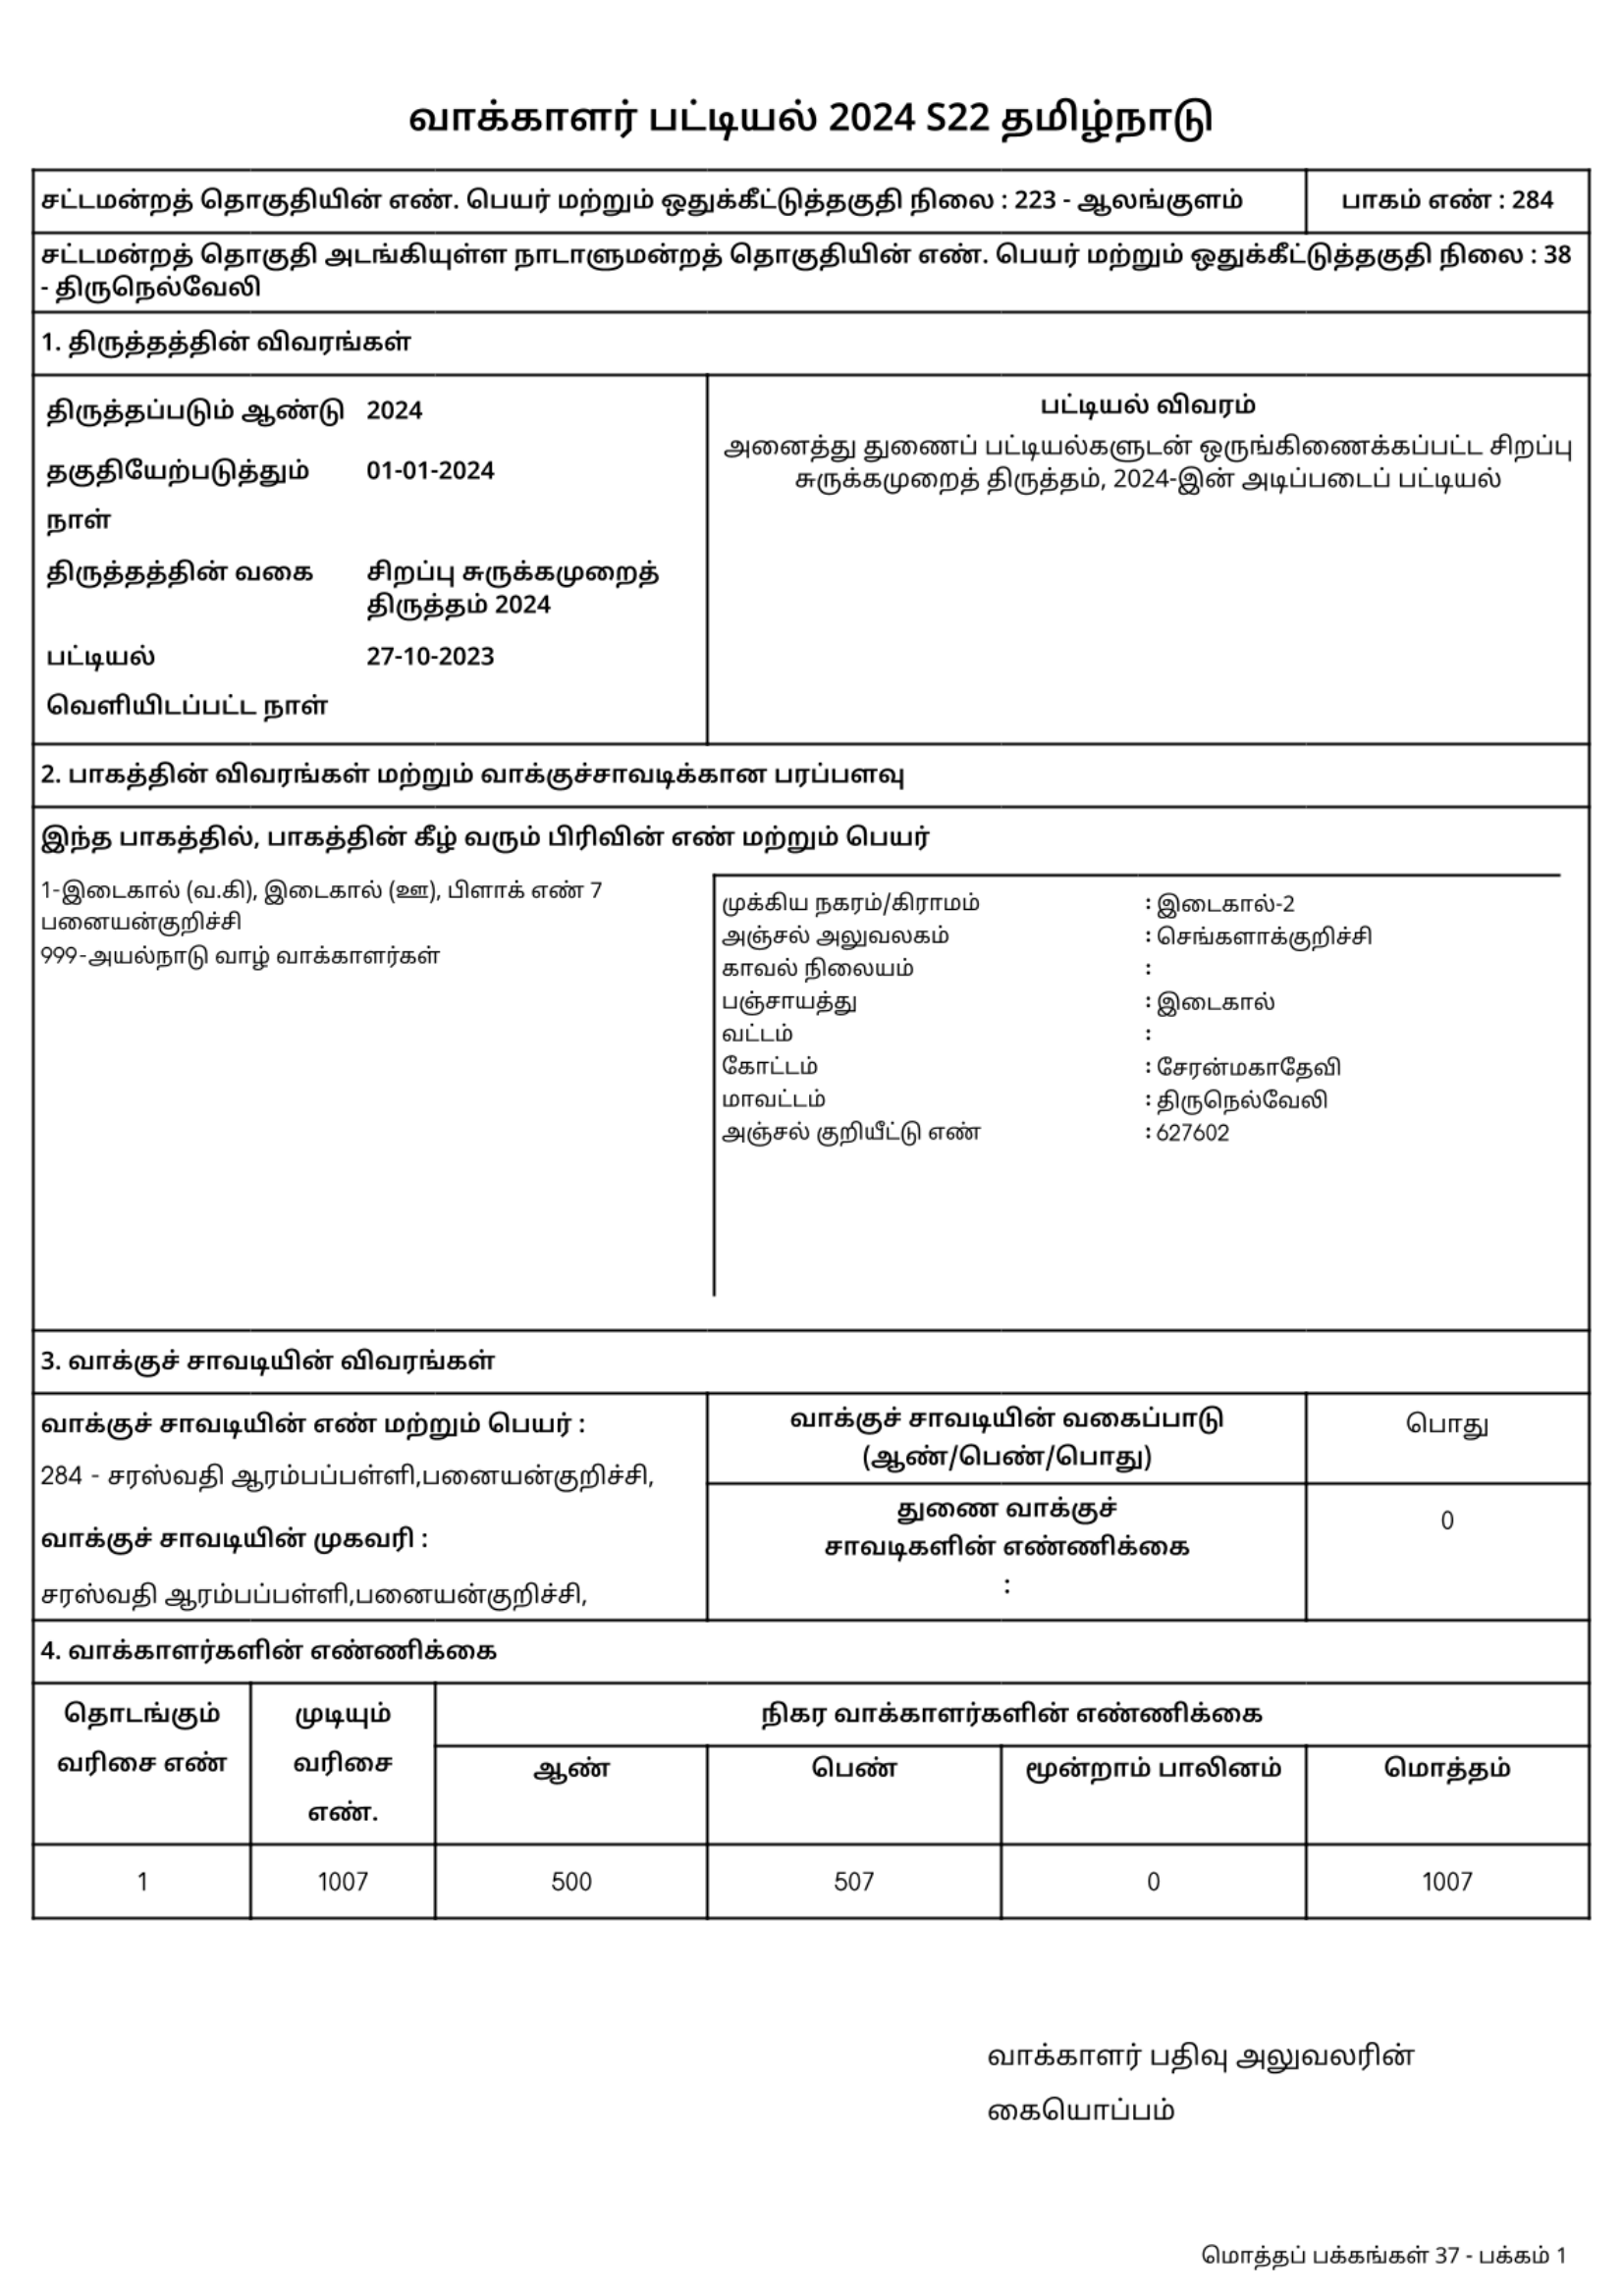 வாக்காளர் பட்டியல் 2024 S22 தமிழ்நாடு
சட்டமன்றத் தொகுதியின் எண். பெயர் மற்றும் ஒதுக்கீட்டுத்தகுதி நிலை : 223 - ஆலங்குளம்
பாகம் எண் : 284
சட்டமன்றத் தொகுதி அடங்கியுள்ள நாடாளுமன்றத் தொகுதியின் எண். பெயர் மற்றும் ஒதுக்கீட்டுத்தகுதி நிலை : 38
- திருநெல்வேலி
1. திருத்தத்தின் விவரங்கள்
திருத்தப்படும் ஆண்டு 2024
தகுதியேற்படுத்தும் 01-01-2024
நாள்
திருத்தத்தின் வகை சிறப்பு சுருக்கமுறைத்
திருத்தம் 2024
பட்டியல் 27-10-2023
வெளியிடப்பட்ட நாள்
பட்டியல் விவரம்
அனைத்து துணைப் பட்டியல்களுடன் ஒருங்கிணைக்கப்பட்ட சிறப்பு
சுருக்கமுறைத் திருத்தம், 2024-இன் அடிப்படைப் பட்டியல்
2. பாகத்தின் விவரங்கள் மற்றும் வாக்குச்சாவடிக்கான பரப்பளவு
இந்த பாகத்தில், பாகத்தின் கீழ் வரும் பிரிவின் எண் மற்றும் பெயர்
1-இடைகால் (வ.கி), இடைகால் (ஊ), பிளாக் எண் 7
பனையன்குறிச்சி
999-அயல்நாடு வாழ் வாக்காளர்கள்
முக்கிய நகரம்/கிராமம் : இடைகால்-2
அஞ்சல் அலுவலகம் : செங்களாக்குறிச்சி
காவல் நிலையம் :
பஞ்சாயத்து : இடைகால்
வட்டம் :
கோட்டம் : சேரன்மகாதேவி
மாவட்டம் : திருநெல்வேலி
அஞ்சல் குறியீட்டு எண் : 627602
3. வாக்குச் சாவடியின் விவரங்கள்
வாக்குச் சாவடியின் எண் மற்றும் பெயர் :
284 - சரஸ்வதி ஆரம்பப்பள்ளி,பனையன்குறிச்சி,
வாக்குச் சாவடியின் முகவரி :
சரஸ்வதி ஆரம்பப்பள்ளி,பனையன்குறிச்சி,
வாக்குச் சாவடியின் வகைப்பாடு
(ஆண்/பெண்/பொது)
பொது
துணை வாக்குச்
சாவடிகளின் எண்ணிக்கை
:
0
4. வாக்காளர்களின் எண்ணிக்கை
தொடங்கும்
வரிசை எண்
முடியும்
வரிசை
எண்.
நிகர வாக்காளர்களின் எண்ணிக்கை
ஆண் பெண் மூன்றாம் பாலினம் மொத்தம்
1 1007 500 507 0 1007
வாக்காளர் பதிவு அலுவலரின்
கையொப்பம்
மொத்தப் பக்கங்கள் 37 - பக்கம் 1